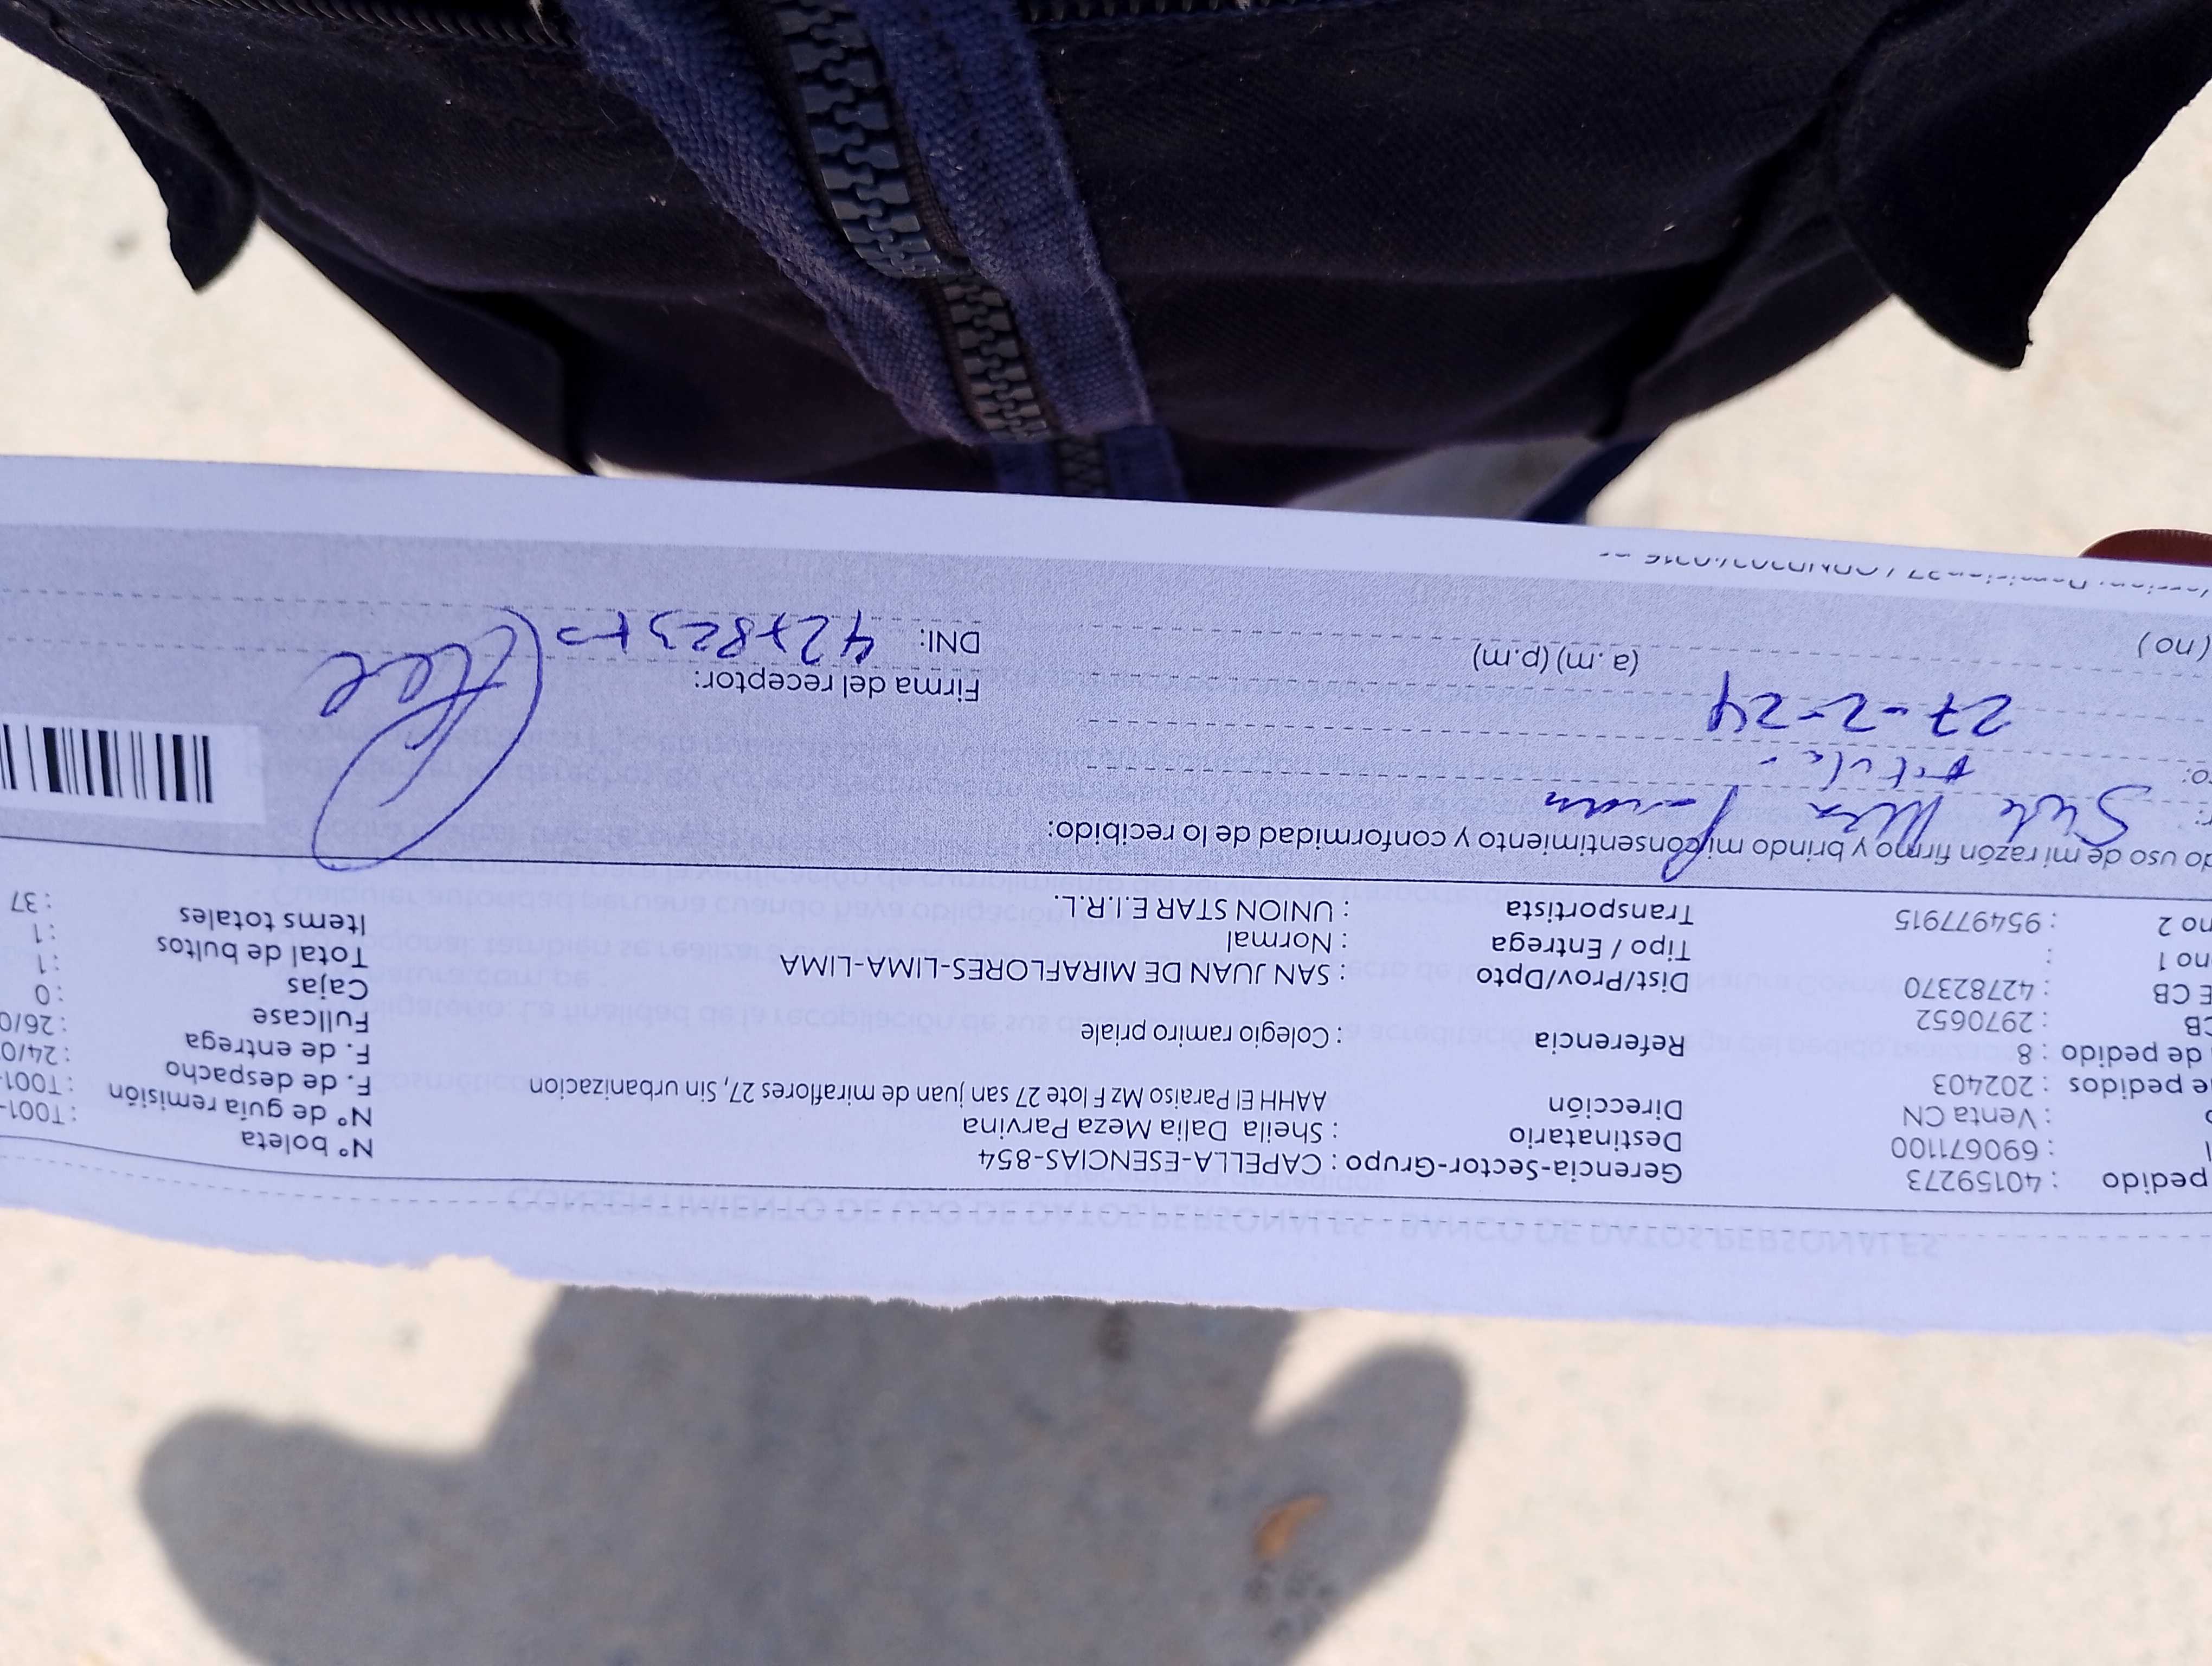 pedido : 40159273 Gerencia-Sector-Grupo : CAPELLA-ESENCIAS-854 N° boleta : T001-
: 690671100 Destinatario : Sheila Dalia Meza Parvina N° de guía remisión : T001-
: Venta CN Dirección AAHH El Paraiso Mz F lote 27 san juan de miraflores 27, Sin urbanizacion F. de despacho : 24/0
e pedidos : 202403 F. de entrega : 26/0
de pedido : 8 Referencia : Colegio ramiro priale Fullcase : 0
CB : 2970652 Cajas : 1
E CB : 42782370 Dist/Prov/Dpto : SAN JUAN DE MIRAFLORES-LIMA-LIMA Total de bultos : 1
no 1 : Tipo / Entrega : Normal Items totales : 37
no 2 : 954977915 Transportista : UNION STAR E.I.R.L.
do uso de mi razón firmo y brindo mi consentimiento y conformidad de lo recibido:
Meza
27-2-24 Firma del receptor:
(no) (a.m) (p.m) DNI: 42782370